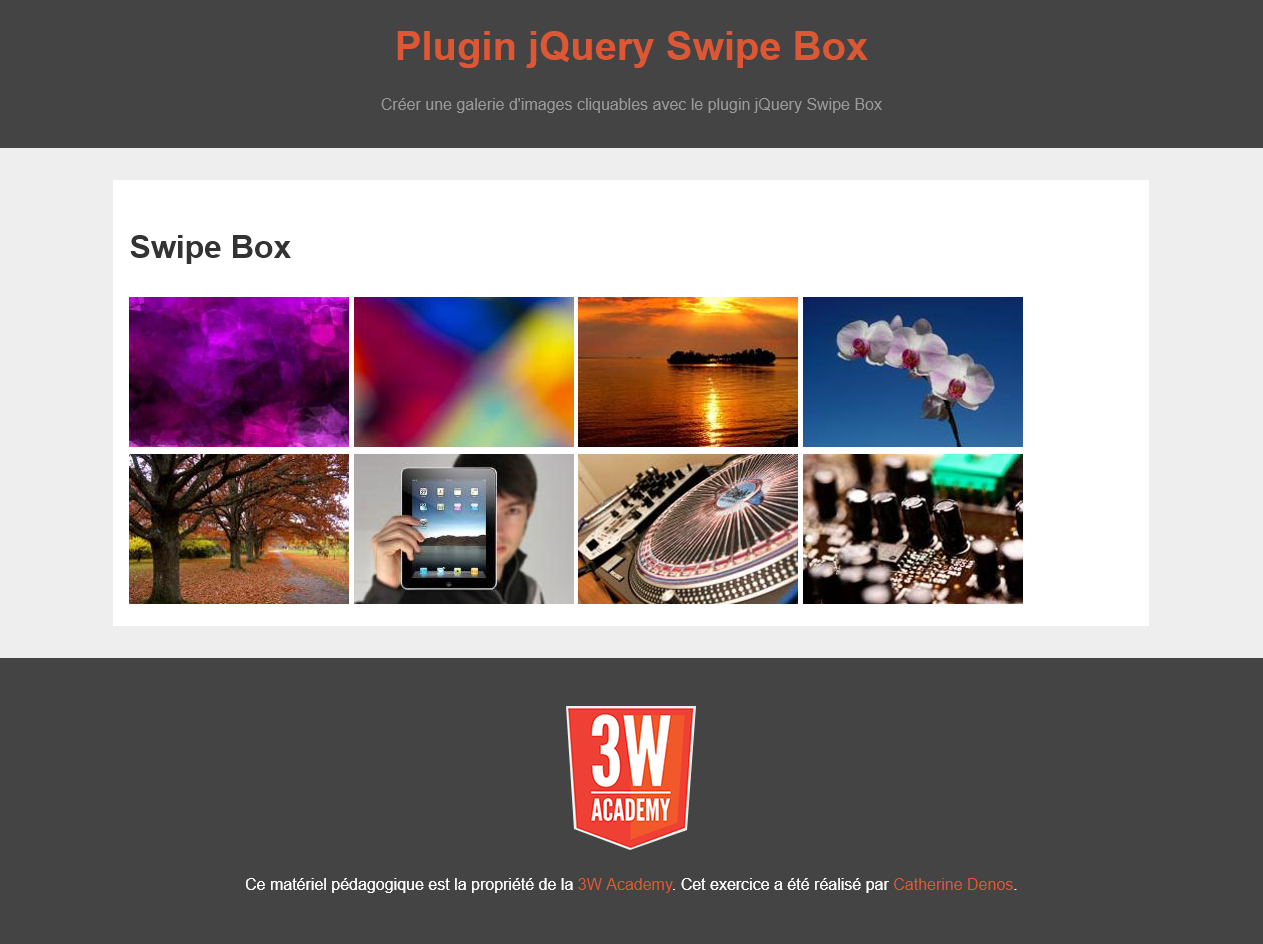 Plugin jQuery Swipe Box
Créer une galerie d'images cliquables avec le plugin jQuery Swipe Box
Swipe Box
3W
ACADEMY
Ce matériel pédagogique est la propriété de la 3W Academy. Cet exercice a été réalisé par Catherine Denos.